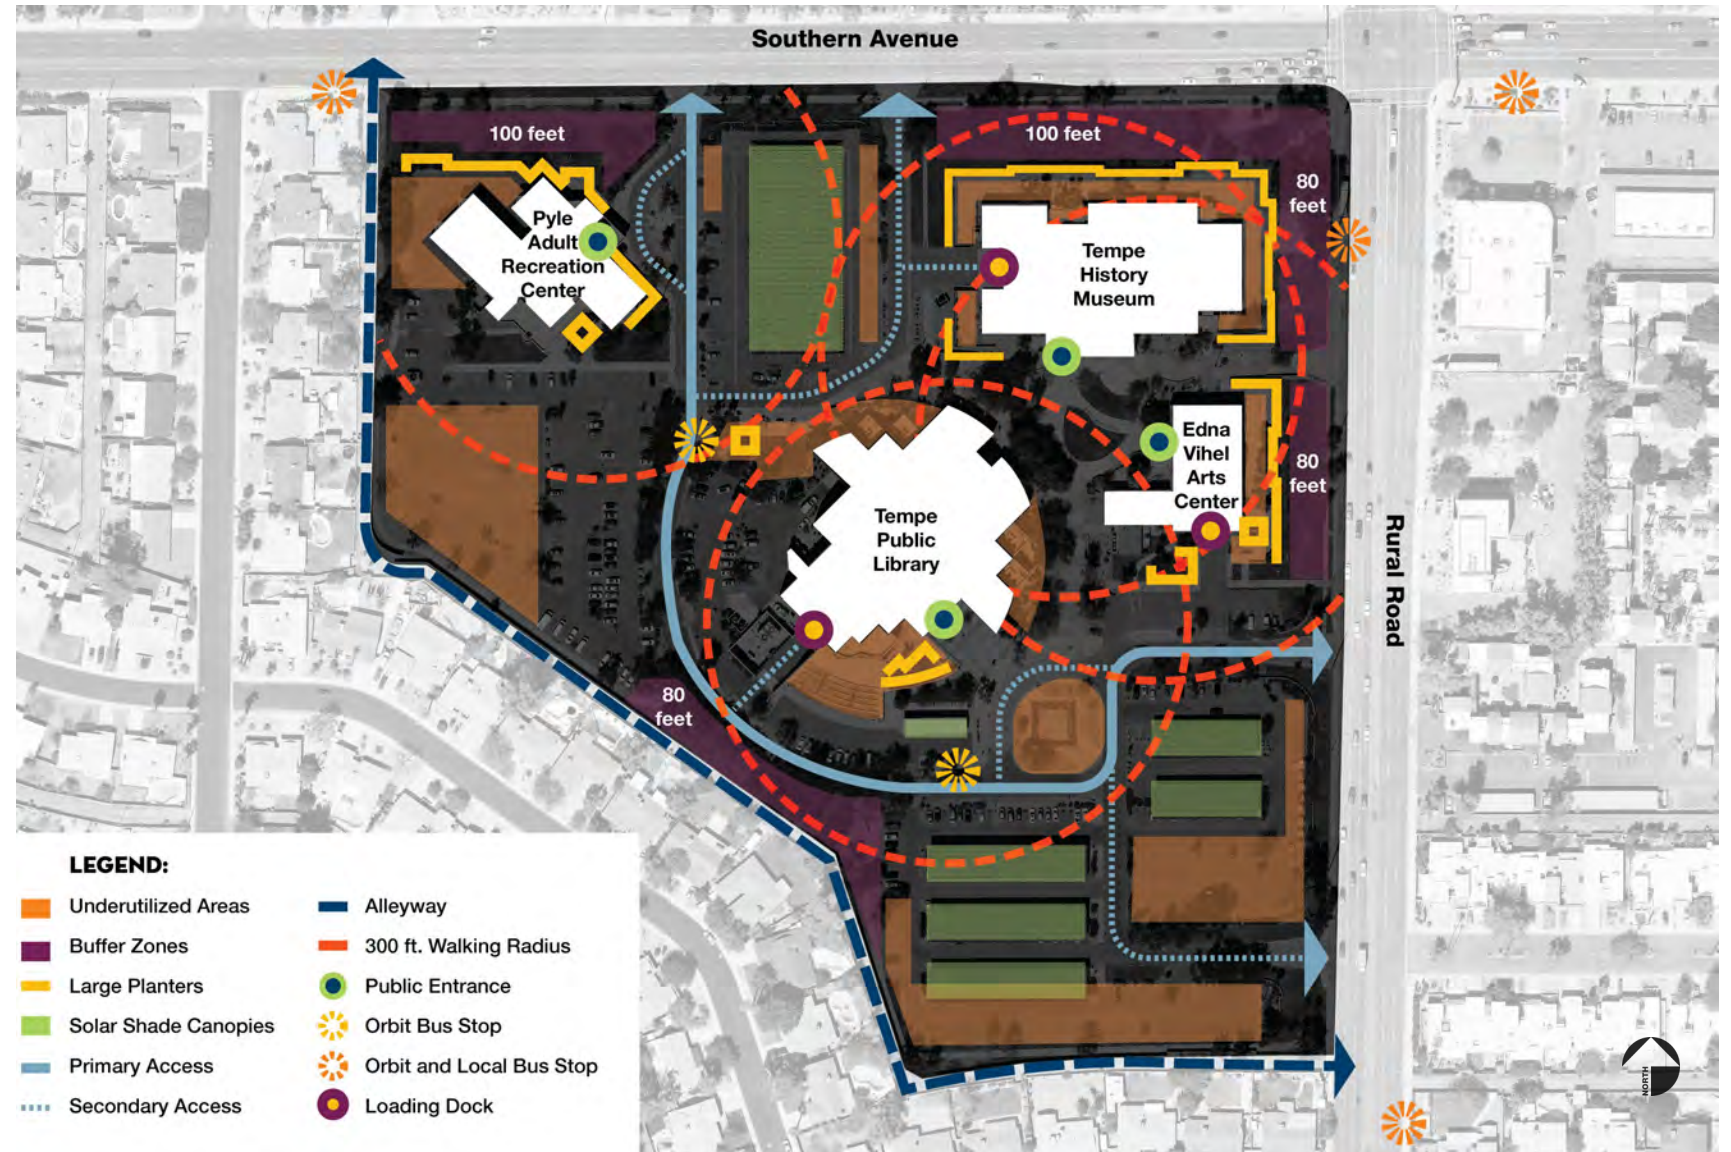 Southern Avenue
100 feet
100 feet
80
feet
Pyle
Adult
Recreation
Center
Tempe
History
Museum
Edna
Vihel
Arts
Center
80
feet
Tempe
Public
Library
Rural Road
80
feet
LEGEND:
Underutilized Areas
Buffer Zones
Large Planters
Solar Shade Canopies
Primary Access
Secondary Access
Alleyway
300 ft. Walking Radius
Public Entrance
Orbit Bus Stop
Orbit and Local Bus Stop
Loading Dock
NORTH